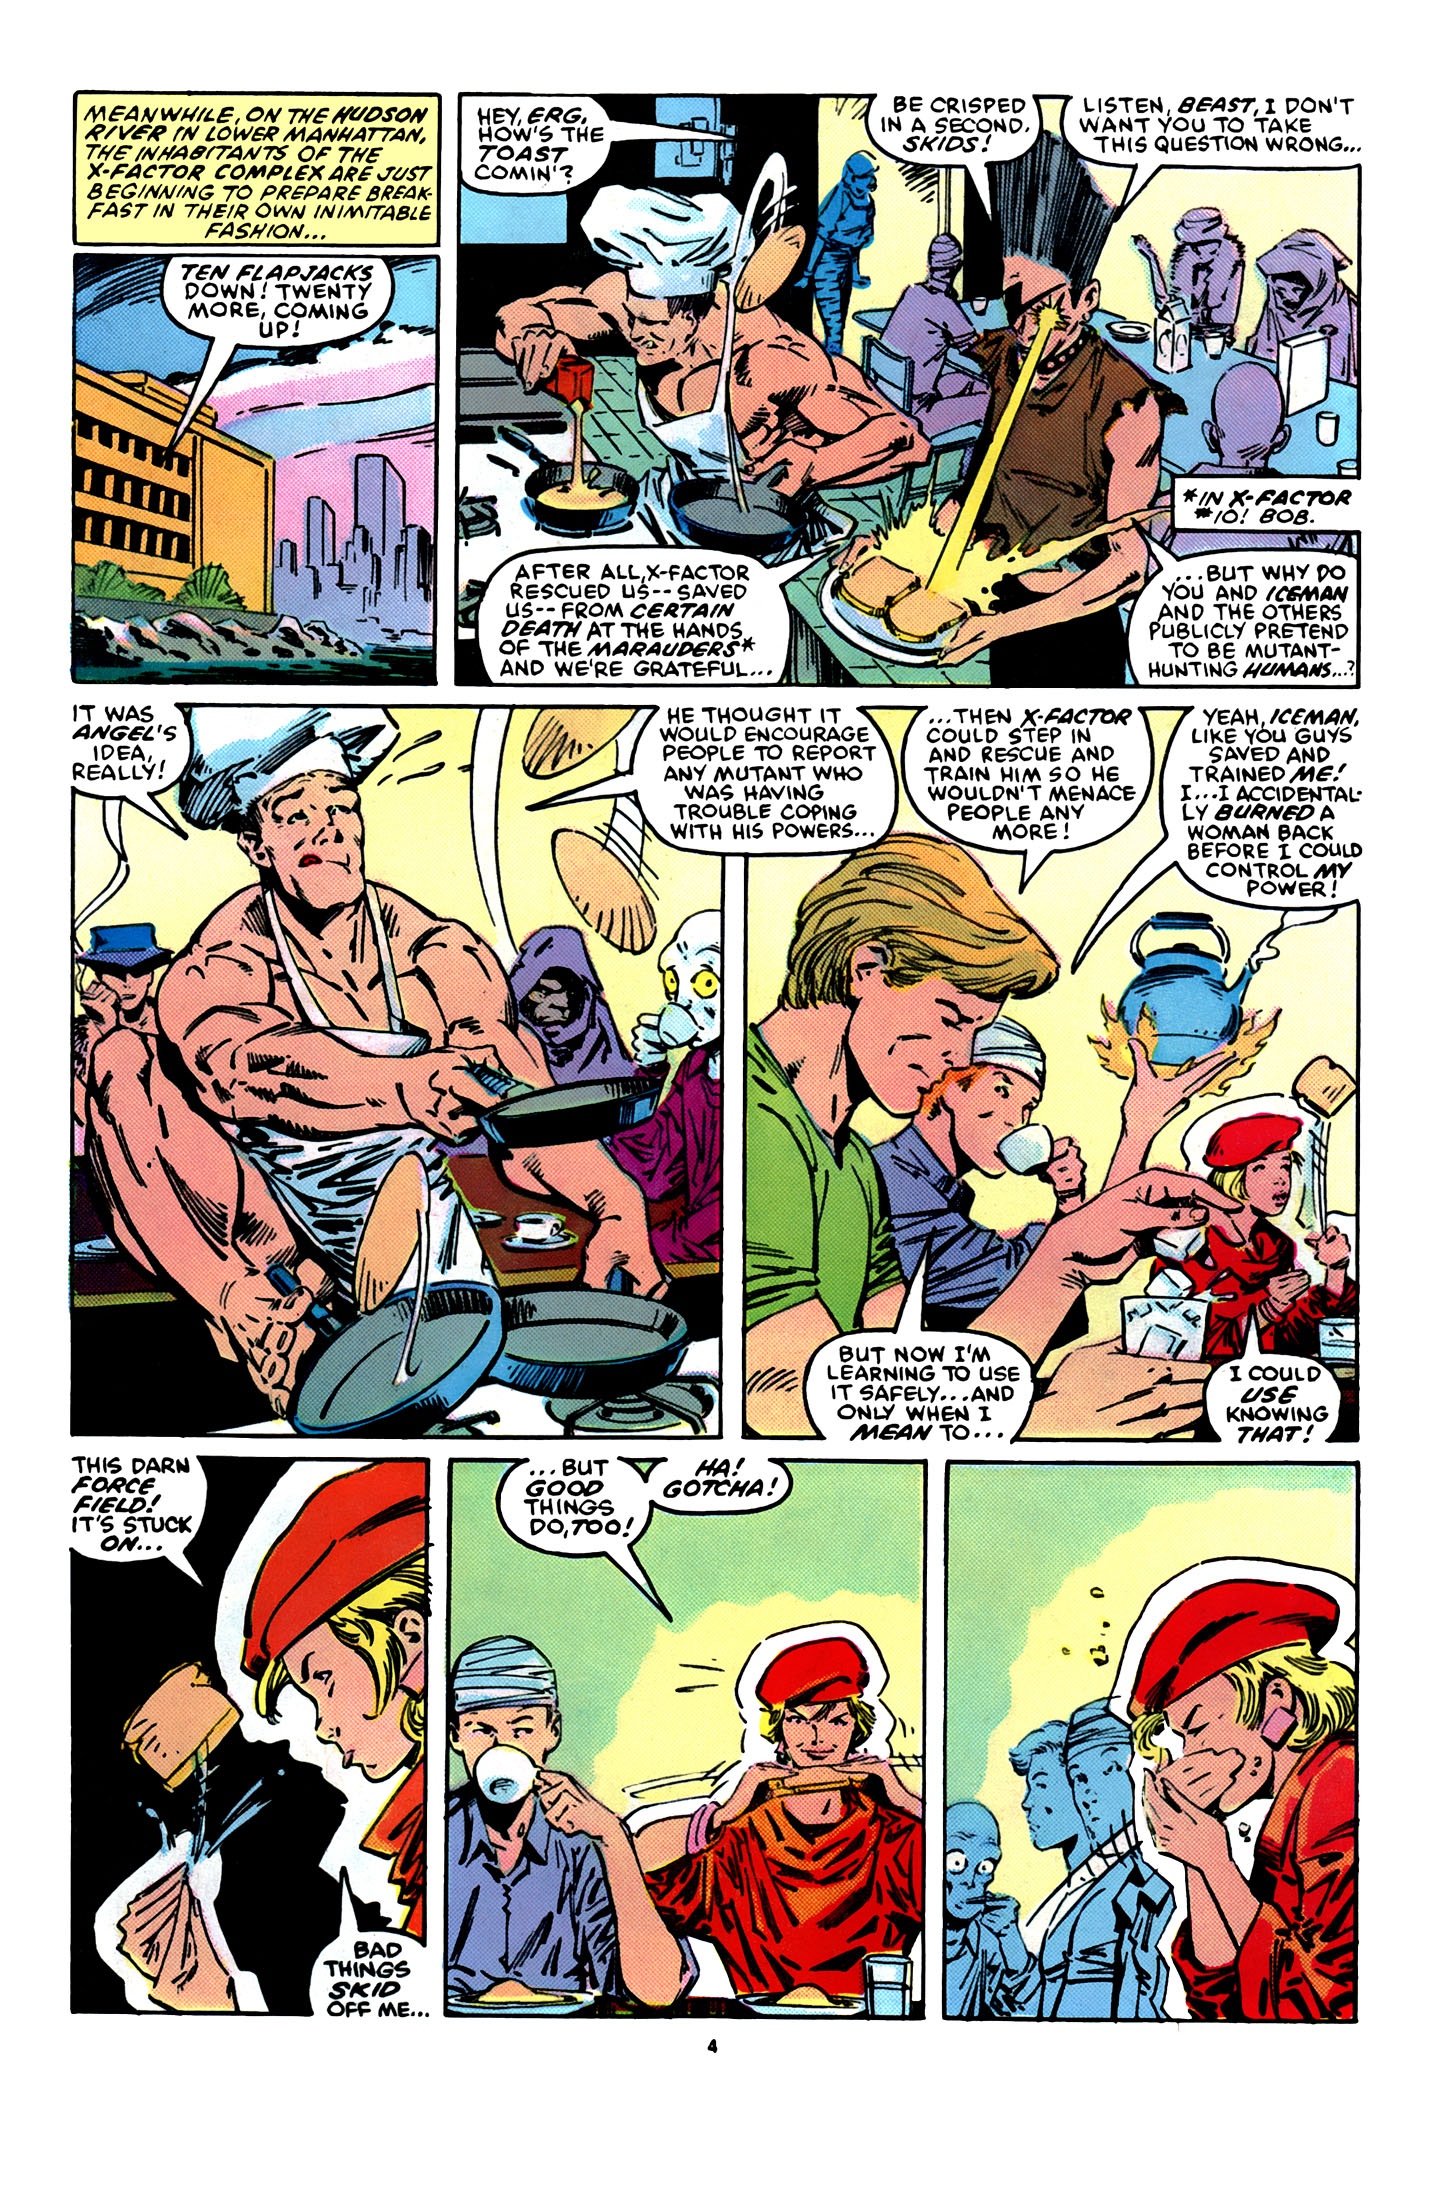 MEANWHILE, ON THE HUDSON
RIVER IN LOWER MANHATTAN,
THE INHABITANTS OF THE
X-FACTOR COMPLEX ARE JUST
BEGINNING TO PREPARE BREAK-
FAST IN THEIR OWN INIMITABLE
FASHION...
TEN FLAPJACKS
DOWN! TWENTY
MORE, COMING
UP!
HEY, ERG,
HOW'S THE
TOAST
COMIN'?
BE CRISPED
IN A SECOND,
SKIDS!
LISTEN, BEAST, I DON'T
WANT YOU TO TAKE
THIS QUESTION WRONG...
AFTER ALL, X-FACTOR
RESCUED US-- SAVED
US-- FROM CERTAIN
DEATH AT THE HANDS
OF THE MARAUDERS*
AND WE'RE GRATEFUL...
*IN X-FACTOR
#10! BOB.
...BUT WHY DO
YOU AND ICEMAN
AND THE OTHERS
PUBLICLY PRETEND
TO BE MUTANT-
HUNTING HUMANS...?
IT WAS
ANGEL'S
IDEA,
REALLY!
HE THOUGHT IT
WOULD ENCOURAGE
PEOPLE TO REPORT
ANY MUTANT WHO
WAS HAVING
TROUBLE COPING
WITH HIS POWERS...
...THEN X-FACTOR
COULD STEP IN
AND RESCUE AND
TRAIN HIM SO HE
WOULDN'T MENACE
PEOPLE ANY
MORE!
YEAH, ICEMAN,
LIKE YOU GUYS
SAVED AND
TRAINED ME!
I...I ACCIDENTAL-
LY BURNED A
WOMAN BACK
BEFORE I COULD
CONTROL MY
POWER!
BUT NOW I'M
LEARNING TO USE
IT SAFELY...AND
ONLY WHEN I
MEAN TO...
I COULD
USE
KNOWING
THAT!
THIS DARN
FORCE
FIELD!
IT'S STUCK
ON...
BAD
THINGS
SKID
OFF ME...
...BUT
GOOD
THINGS
DO, TOO!
HA!
GOTCHA!
4